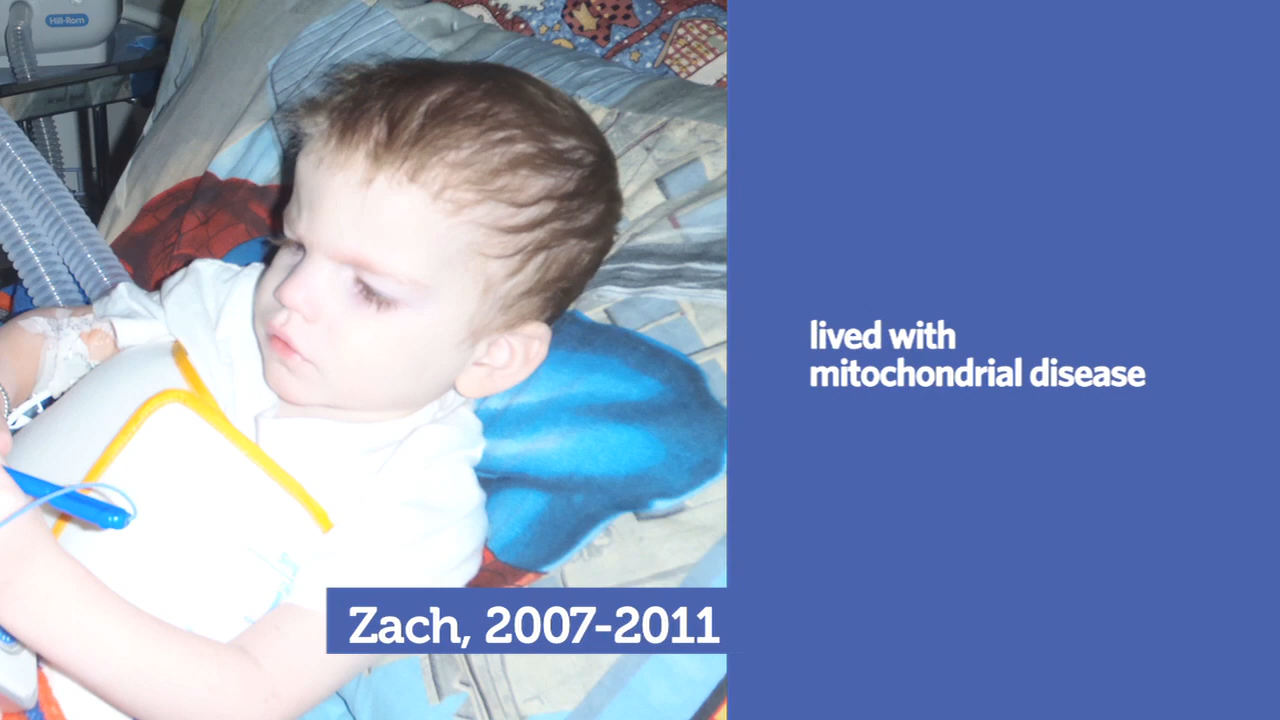 Hill-Rom
lived with
mitochondrial disease
Zach, 2007-2011